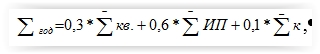 ∑ год = 0,3 * ∑̄ кв. + 0,6 * ∑̄ ИП + 0,1 * ∑̄ к ,¶